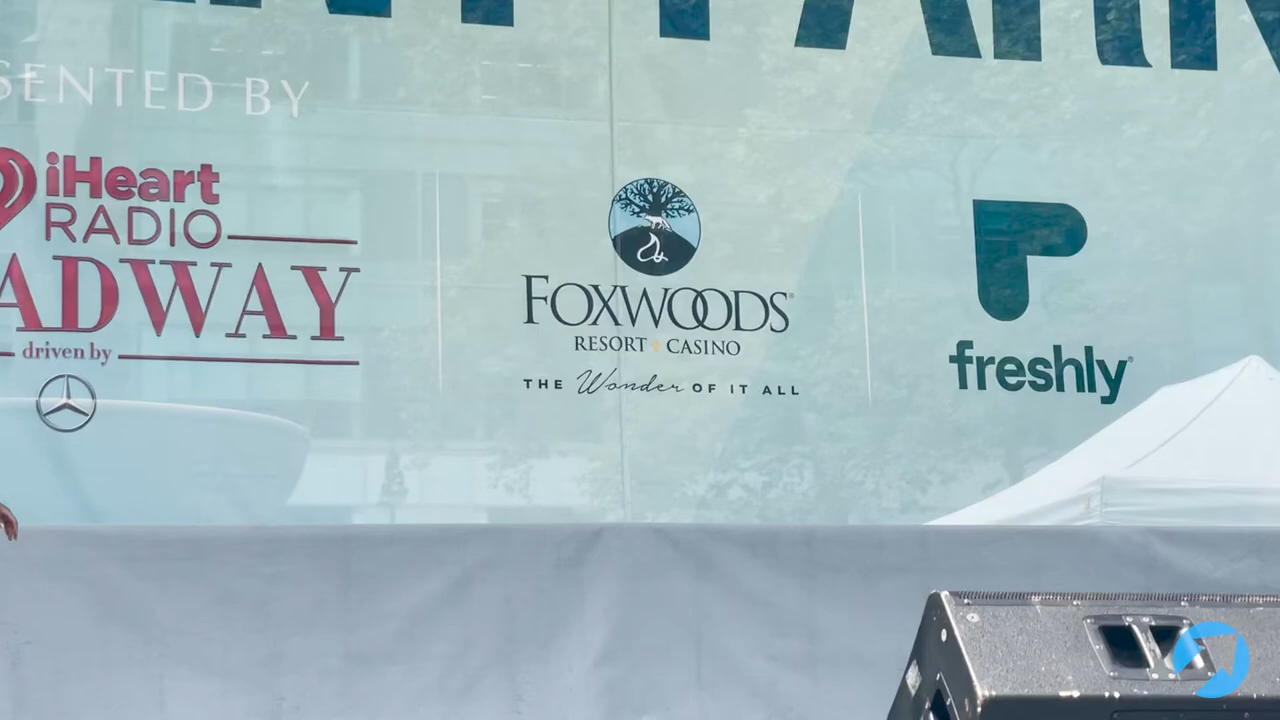 SENTED BY
iHeart
RADIO
ADWAY
driven by
FOXWOODS
RESORT CASINO
THE Wonder OF IT ALL
freshly